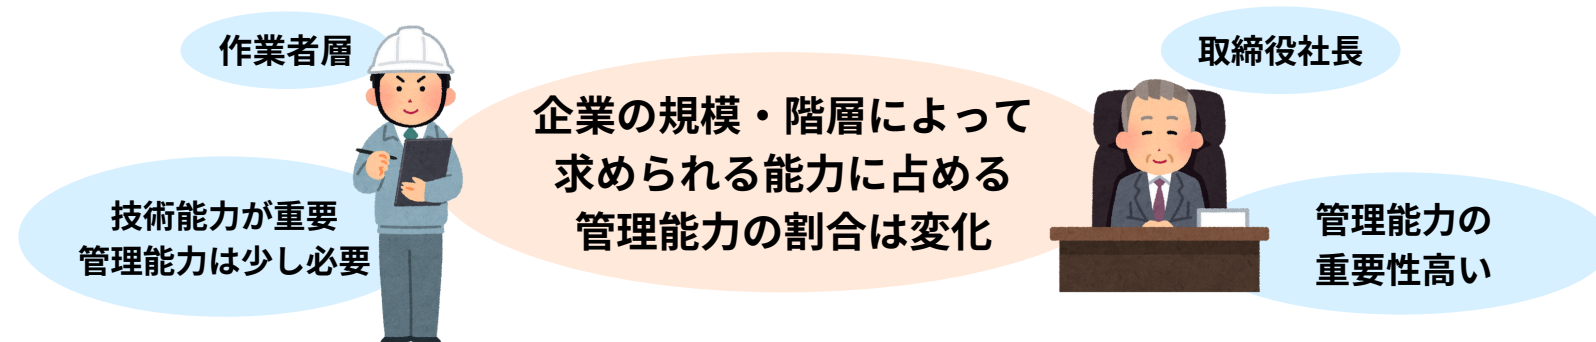 作業者層
技術能力が重要
管理能力は少し必要
企業の規模・階層によって
求められる能力に占める
管理能力の割合は変化
取締役社長
管理能力の
重要性高い